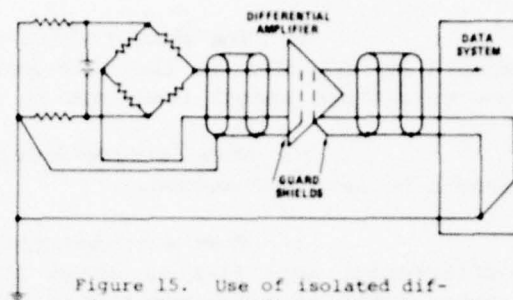 DIFFERENTIAL
AMPLIFIER
DATA
SYSTEM
GUARD
SHIELDS
Figure 15. Use of isolated dif-